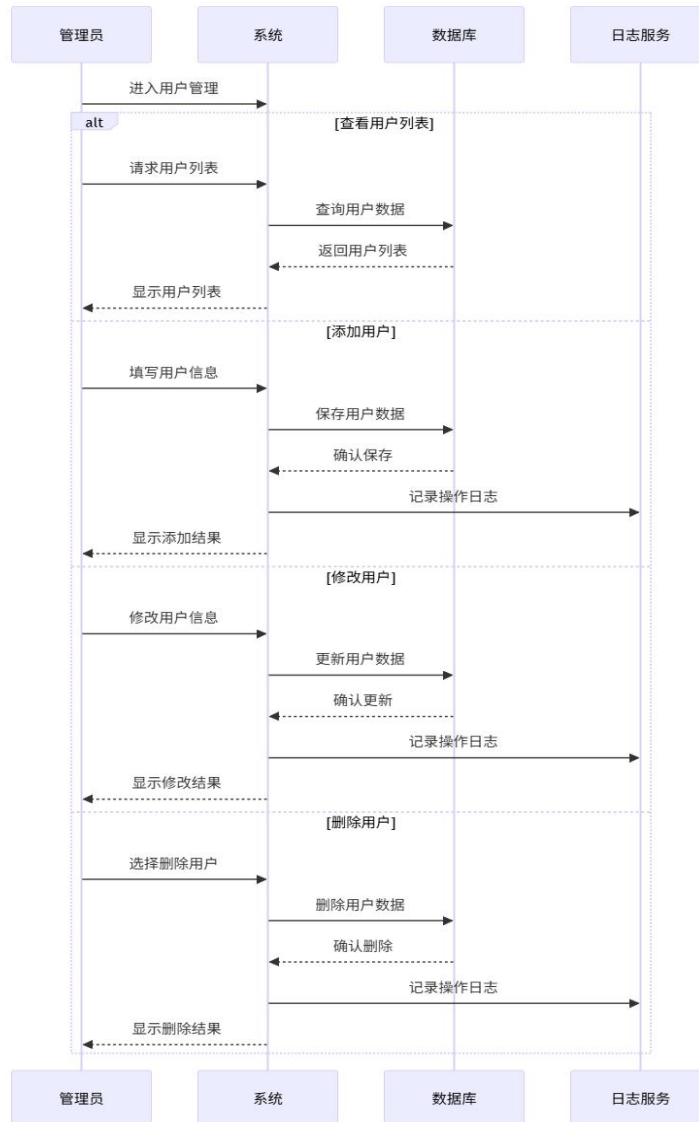 管理员 系统 数据库 日志服务
进入用户管理
alt [查看用户列表]
请求用户列表
查询用户数据
返回用户列表
显示用户列表
[添加用户]
填写用户信息
保存用户数据
确认保存
记录操作日志
显示添加结果
[修改用户]
修改用户信息
更新用户数据
确认更新
记录操作日志
显示修改结果
[删除用户]
选择删除用户
删除用户数据
确认删除
记录操作日志
显示删除结果
管理员 系统 数据库 日志服务